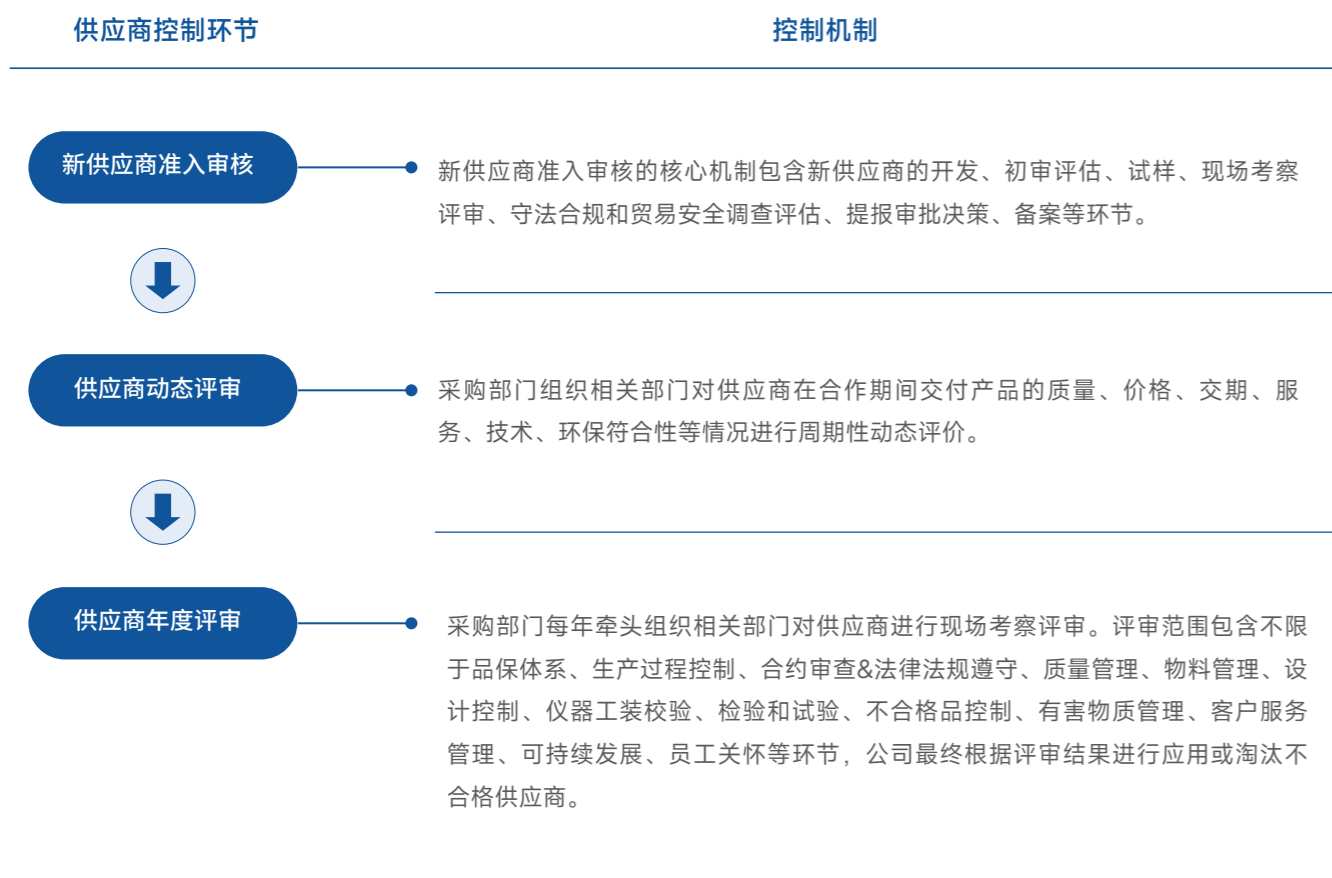 供应商控制环节
控制机制
新供应商准入审核
新供应商准入审核的核心机制包含新供应商的开发、初审评估、试样、现场考察
评审、守法合规和贸易安全调查评估、提报审批决策、备案等环节。
供应商动态评审
采购部门组织相关部门对供应商在合作期间交付产品的质量、价格、交期、服
务、技术、环保符合性等情况进行周期性动态评价。
供应商年度评审
采购部门每年牵头组织相关部门对供应商进行现场考察评审。评审范围包含不限
于品保体系、生产过程控制、合约审查&法律法规遵守、质量管理、物料管理、设
计控制、仪器工装校验、检验和试验、不合格品控制、有害物质管理、客户服务
管理、可持续发展、员工关怀等环节，公司最终根据评审结果进行应用或淘汰不
合格供应商。